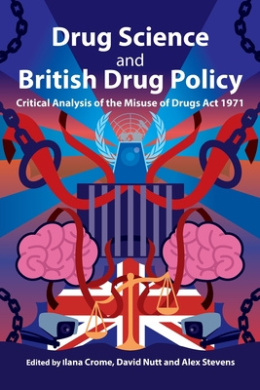 Drug Science
and
British Drug Policy
Critical Analysis of the Misuse of Drugs Act 1971
Edited by Ilana Crome, David Nutt and Alex Stevens